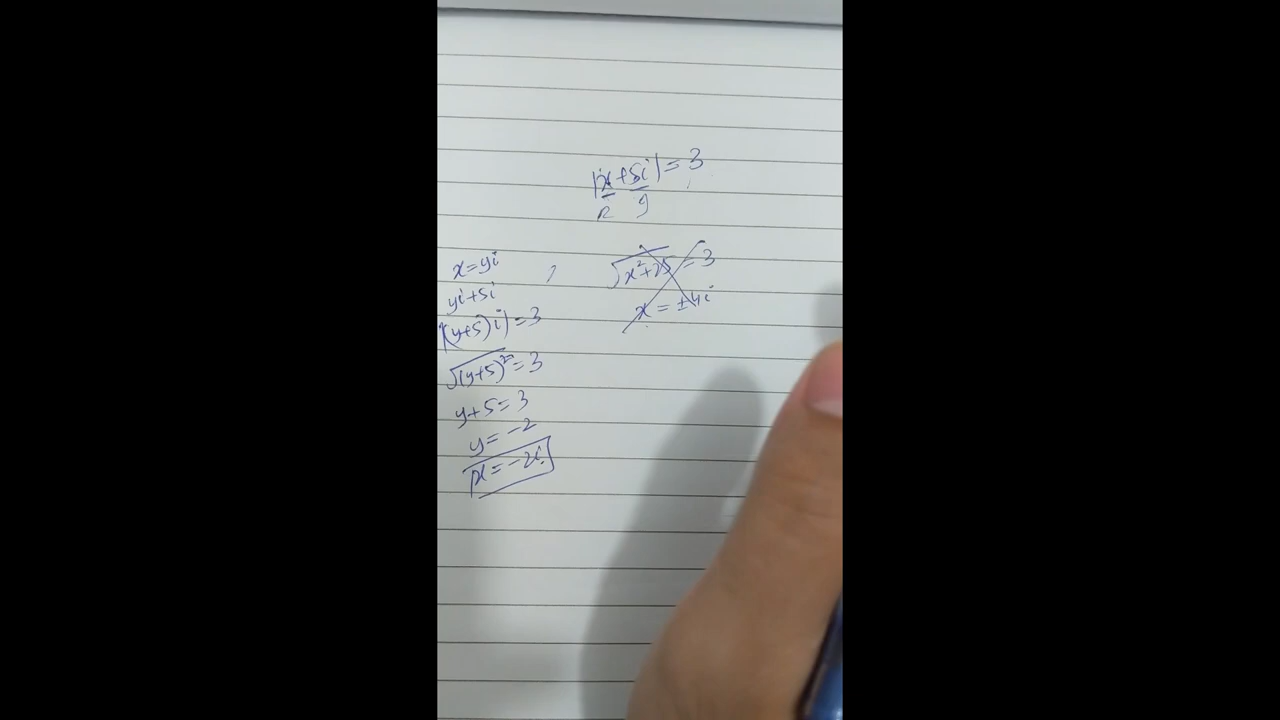 |x+5i|=3
R g
√x²+25 = 3
x = ±4i
x=yi
yi+5i
|(y+5)i|=3
√(y+5)² = 3
y+5=3
y=-2
x=-2i